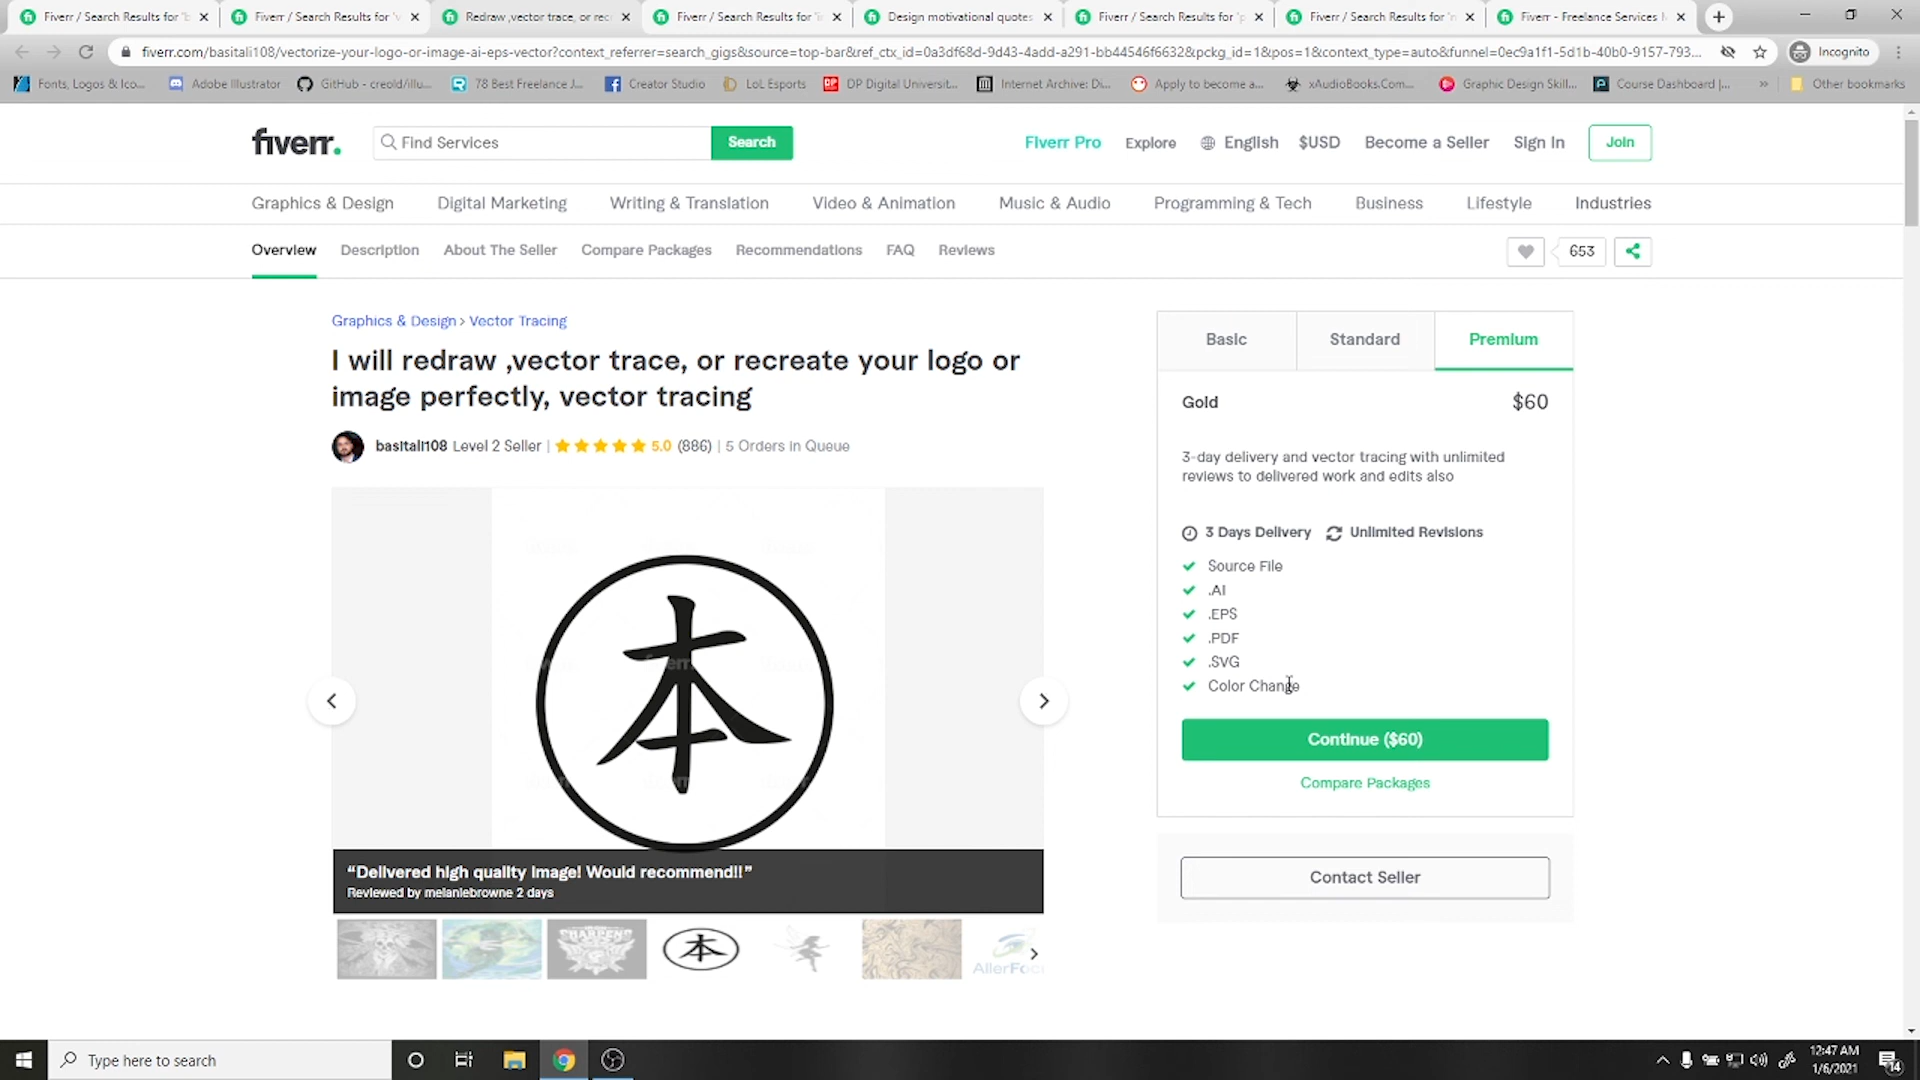 Fiverr / Search Results for '
Fiverr / Search Results for '
Redraw ,vector trace, or rec
Fiverr / Search Results for '
Design motivational quotes
Fiverr / Search Results for '
Fiverr / Search Results for '
Fiverr - Freelance Services
fiverr.com/basitali108/vectorize-your-logo-or-image-ai-eps-vector?context_referrer=search_gigs&source=top-bar&ref_ctx_id=0a3df68d-9d43-4add-a291-bb44546f6632&pckg_id=1&pos=1&context_type=auto&funnel=0ec9a1f1-5d1b-40b0-9157-793...
Incognito
Fonts, Logos & Ico...
Adobe Illustrator
GitHub - creold/illu...
78 Best Freelance J...
Creator Studio
LoL Esports
DP Digital Universit...
Internet Archive: Di...
Apply to become a...
xAudioBooks.Com...
Graphic Design Skill...
Course Dashboard |...
»
Other bookmarks
fiverr.
Find Services
Search
Fiverr Pro
Explore
English
$USD
Become a Seller
Sign In
Join
Graphics & Design
Digital Marketing
Writing & Translation
Video & Animation
Music & Audio
Programming & Tech
Business
Lifestyle
Industries
Overview
Description
About The Seller
Compare Packages
Recommendations
FAQ
Reviews
653
Graphics & Design > Vector Tracing
I will redraw ,vector trace, or recreate your logo or
image perfectly, vector tracing
basitali108 Level 2 Seller | 5.0 (886) | 5 Orders in Queue
本
“Delivered high quality image! Would recommend!!”
Reviewed by melaniebrowne 2 days
本
AllerFoc
Basic
Standard
Premium
Gold
$60
3-day delivery and vector tracing with unlimited
reviews to delivered work and edits also
3 Days Delivery
Unlimited Revisions
Source File
.AI
.EPS
.PDF
.SVG
Color Change
Continue ($60)
Compare Packages
Contact Seller
Type here to search
12:47 AM
1/6/2021
14